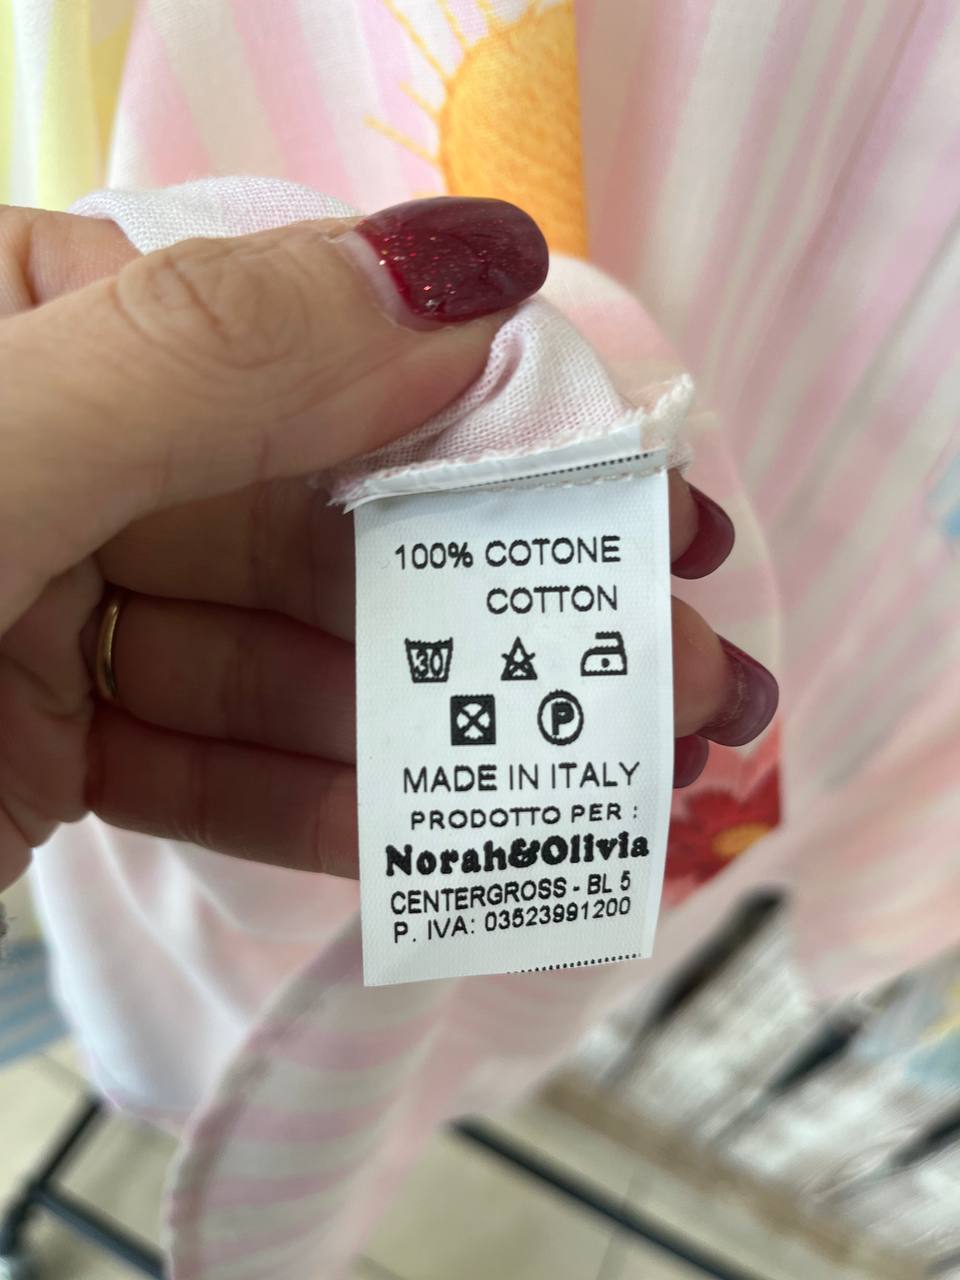 100% COTONE
COTTON
30
P
MADE IN ITALY
PRODOTTO PER :
Norah&Olivia
CENTERGROSS - BL 5
P. IVA: 03523991200